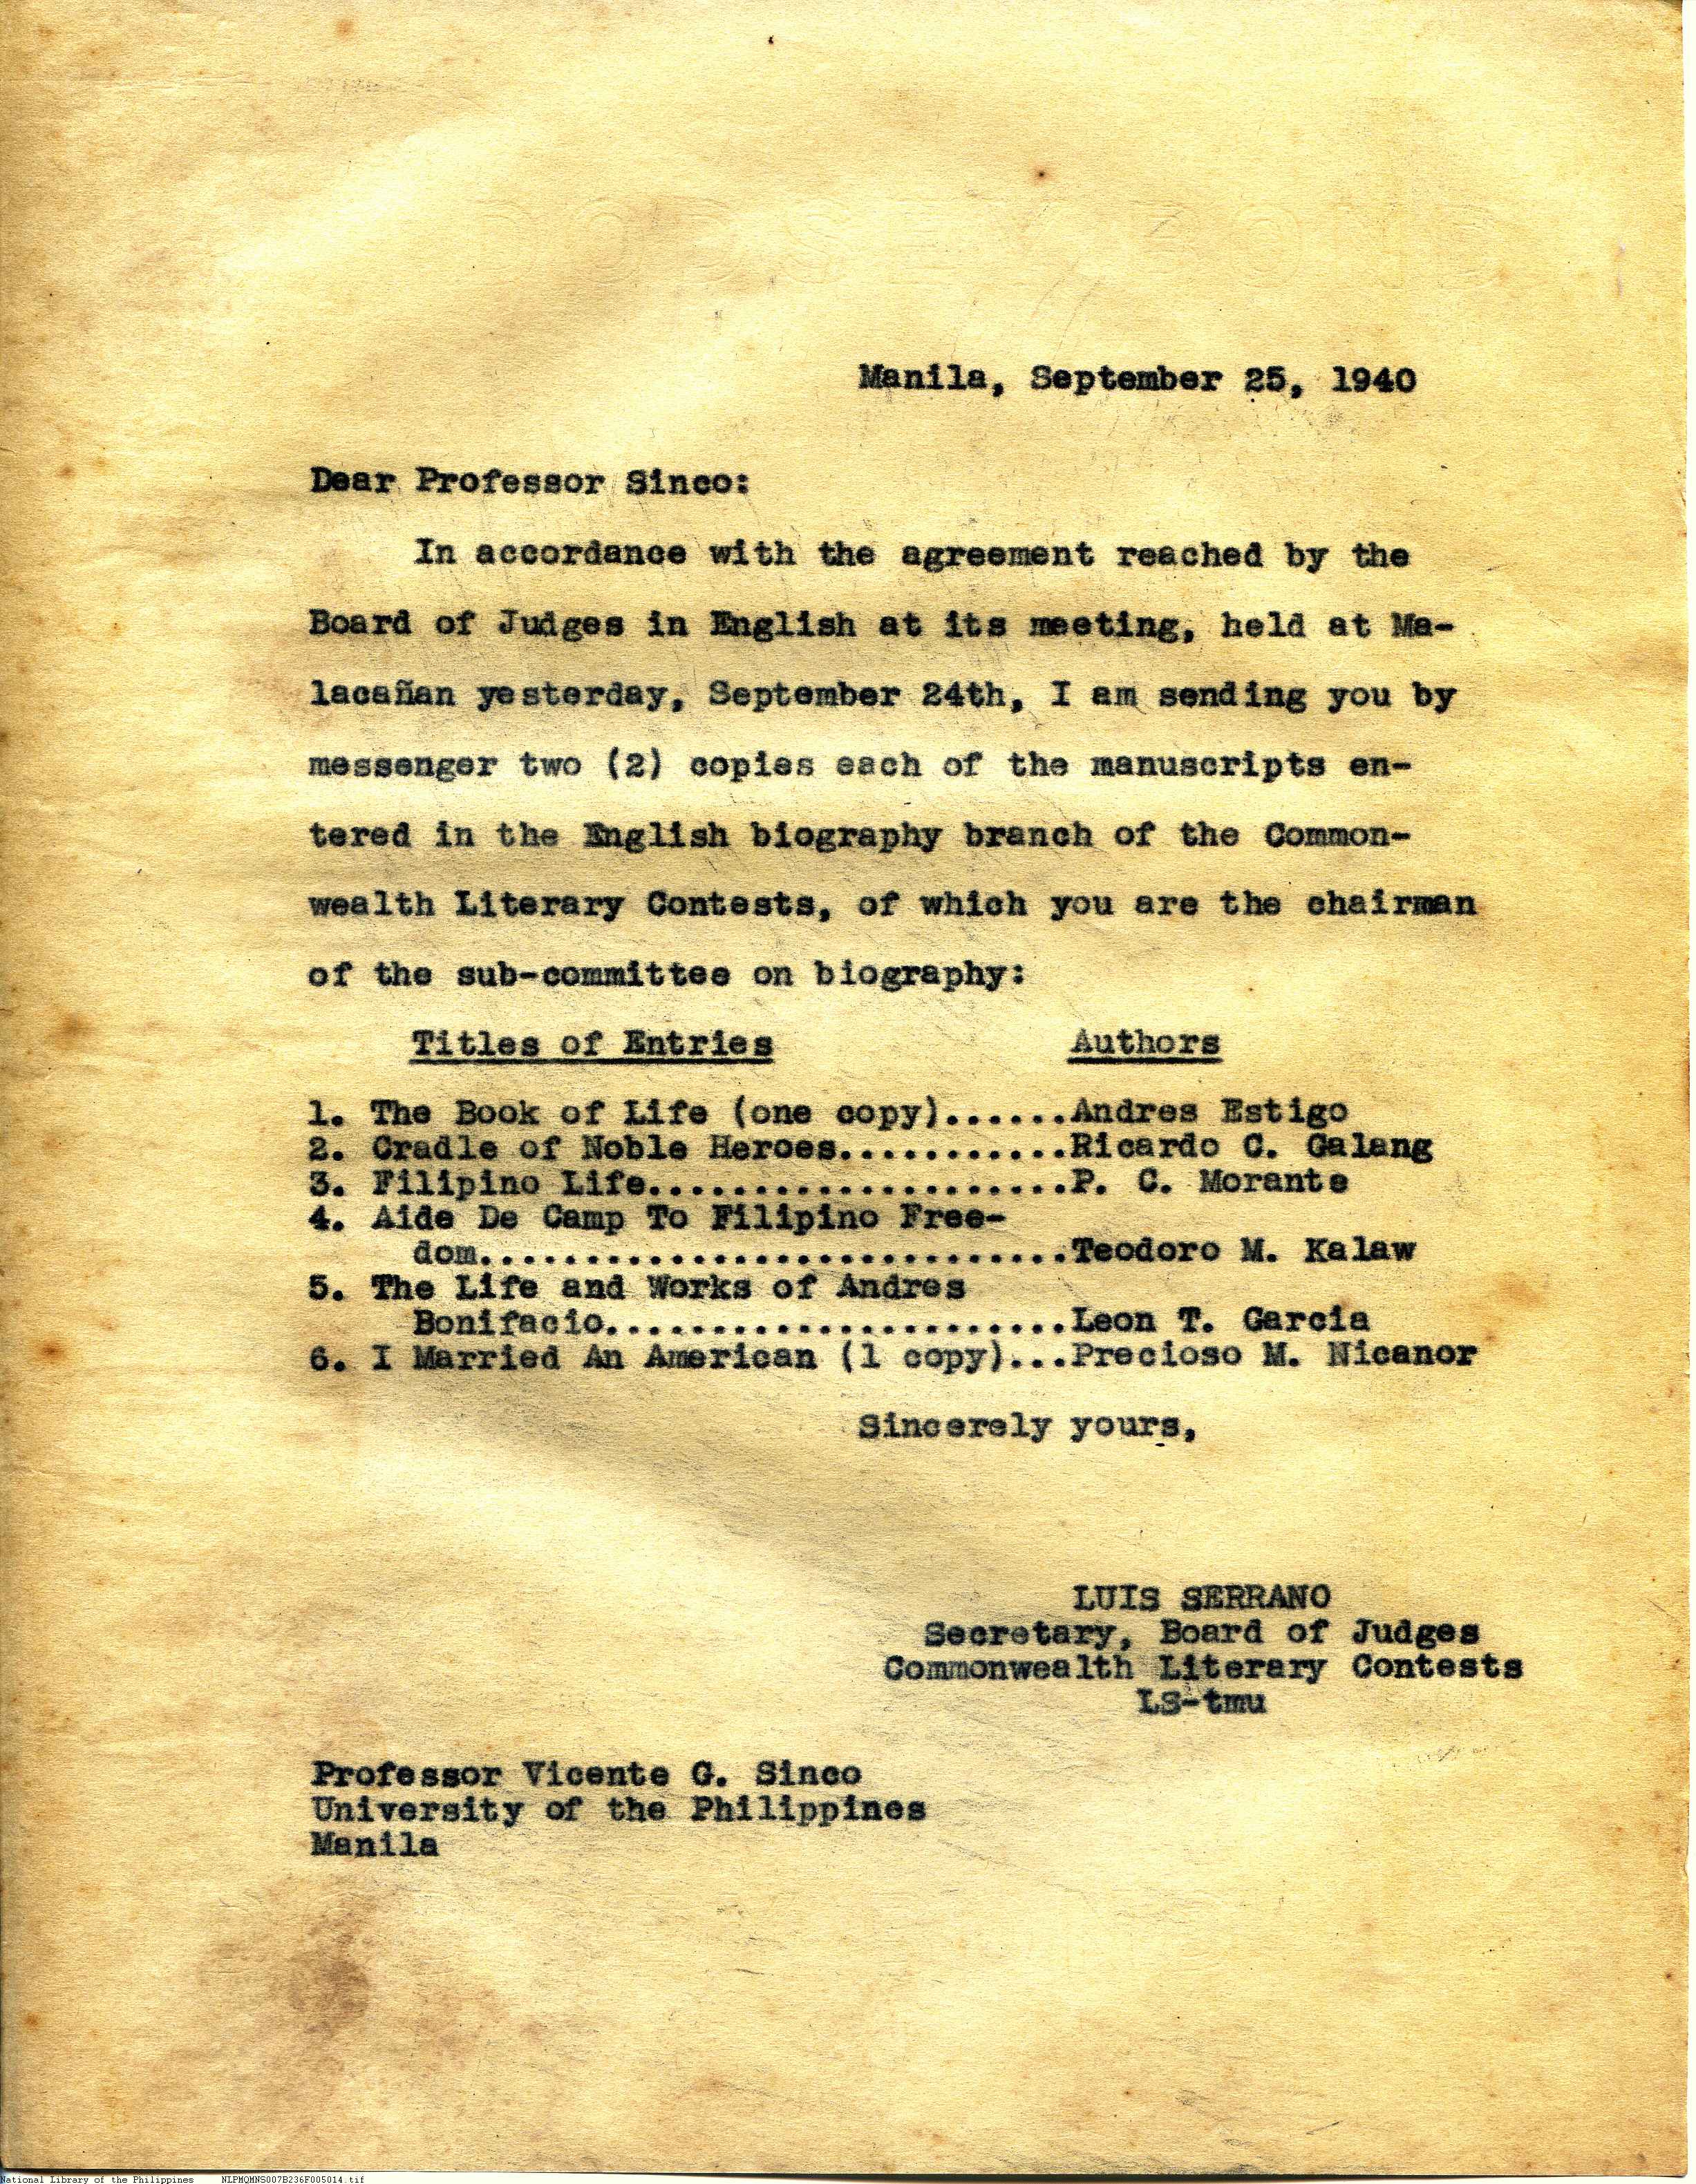 Manila, September 25, 1940
Dear Professor Sinco:
In accordance with the agreement reached by the
Board of Judges in English at its meeting, held at Ma-
lacañan yesterday, September 24th, I am sending you by
messenger two (2) copies each of the manuscripts en-
tered in the English biography branch of the Common-
wealth Literary Contests, of which you are the chairman
of the sub-committee on biography:
Titles of Entries Authors
1. The Book of Life (one copy)......Andres Estigo
2. Cradle of Noble Heroes...........Ricardo C. Galang
3. Filipino Life....................P. C. Morante
4. Aide De Camp To Filipino Free-
dom............................Teodoro M. Kalaw
5. The Life and Works of Andres
Bonifacio......................Leon T. Garcia
6. I Married An American (1 copy)...Precioso M. Nicanor
Sincerely yours,
LUIS SERRANO
Secretary, Board of Judges
Commonwealth Literary Contests
LS-tmu
Professor Vicente G. Sinco
University of the Philippines
Manila
National Library of the Philippines NLPMQMNS007B236F005014.tif